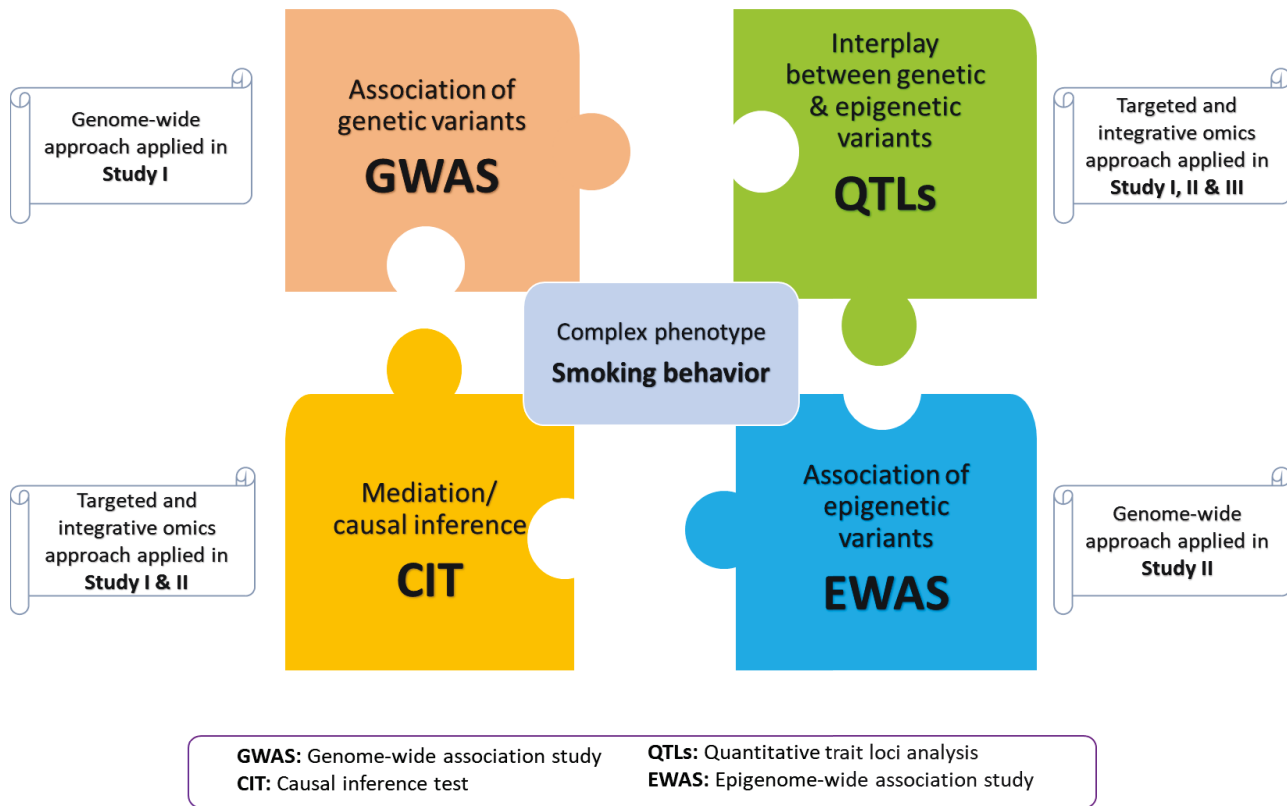 Genome-wide
approach applied in
Study I
Association of
genetic variants
GWAS
Interplay
between genetic
& epigenetic
variants
QTLs
Targeted and
integrative omics
approach applied in
Study I, II & III
Complex phenotype
Smoking behavior
Targeted and
integrative omics
approach applied in
Study I & II
Mediation/
causal inference
CIT
Association of
epigenetic
variants
EWAS
Genome-wide
approach applied in
Study II
GWAS: Genome-wide association study
CIT: Causal inference test
QTLs: Quantitative trait loci analysis
EWAS: Epigenome-wide association study